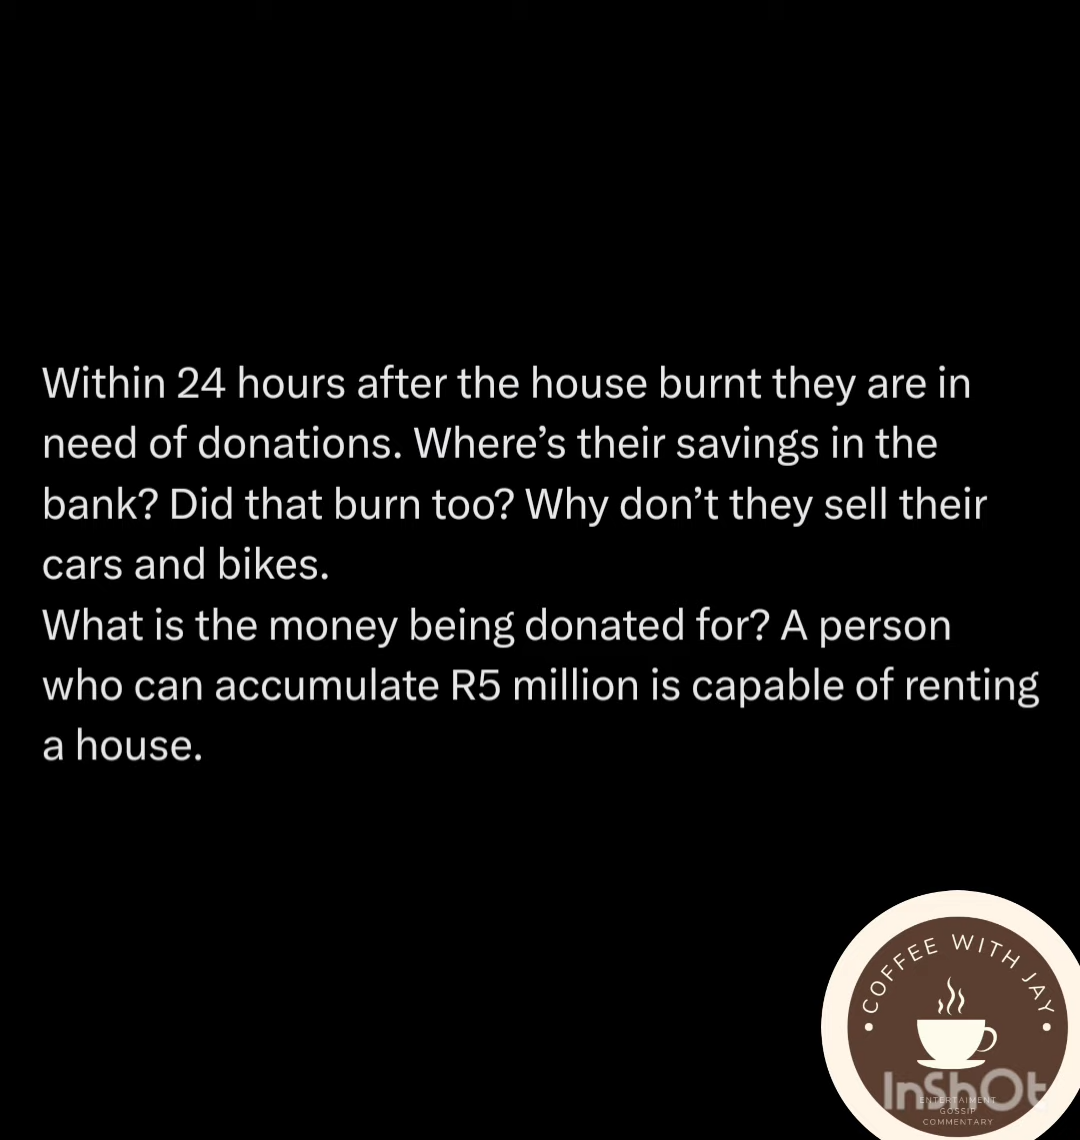 Within 24 hours after the house burnt they are in
need of donations. Where’s their savings in the
bank? Did that burn too? Why don’t they sell their
cars and bikes.
What is the money being donated for? A person
who can accumulate R5 million is capable of renting
a house.
COFFEE WITH JAY
InShOt
ENTERTAIMENT
GOSSIP
COMMENTARY